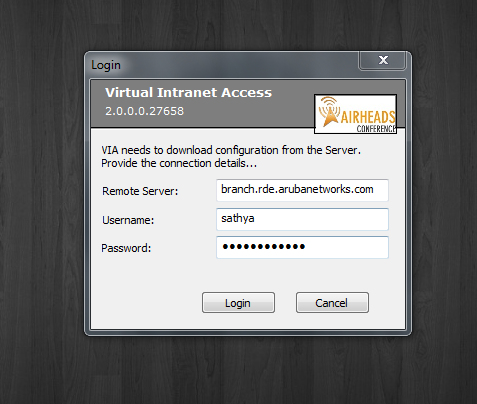 Login
Virtual Intranet Access
2.0.0.0.27658
AIRHEADS
CONFERENCE
VIA needs to download configuration from the Server.
Provide the connection details...
Remote Server: branch.rde.arubanetworks.com
Username: sathya
Password: ●●●●●●●●●●●●
Login Cancel